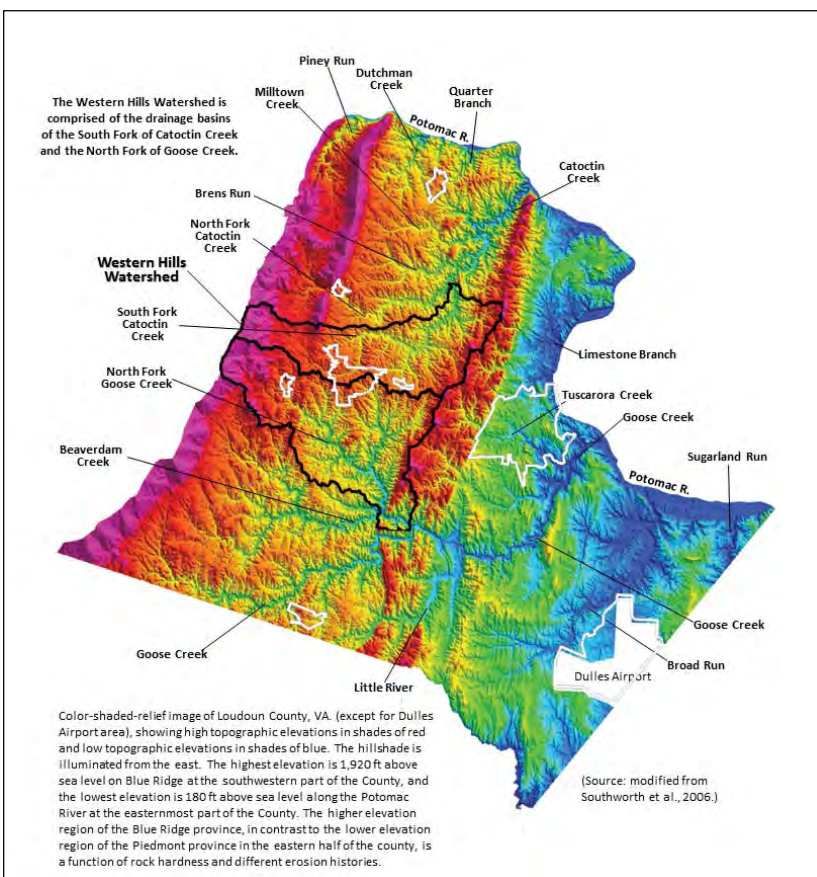 Piney Run
Dutchman
Creek
Quarter
Branch
Milltown
Creek
The Western Hills Watershed is
comprised of the drainage basins
of the South Fork of Catoctin Creek
and the North Fork of Goose Creek.
Potomac R.
Catoctin
Creek
Brens Run
North Fork
Catoctin
Creek
Western Hills
Watershed
South Fork
Catoctin
Creek
Limestone Branch
North Fork
Goose Creek
Tuscarora Creek
Goose Creek
Beaverdam
Creek
Sugarland Run
Potomac R.
Goose Creek
Goose Creek
Broad Run
Dulles Airport
Little River
Color-shaded-relief image of Loudoun County, VA. (except for Dulles
Airport area), showing high topographic elevations in shades of red
and low topographic elevations in shades of blue. The hillshade is
illuminated from the east. The highest elevation is 1,920 ft above
sea level on Blue Ridge at the southwestern part of the County, and
the lowest elevation is 180 ft above sea level along the Potomac
River at the easternmost part of the County. The higher elevation
region of the Blue Ridge province, in contrast to the lower elevation
region of the Piedmont province in the eastern half of the county, is
a function of rock hardness and different erosion histories.
(Source: modified from
Southworth et al., 2006.)